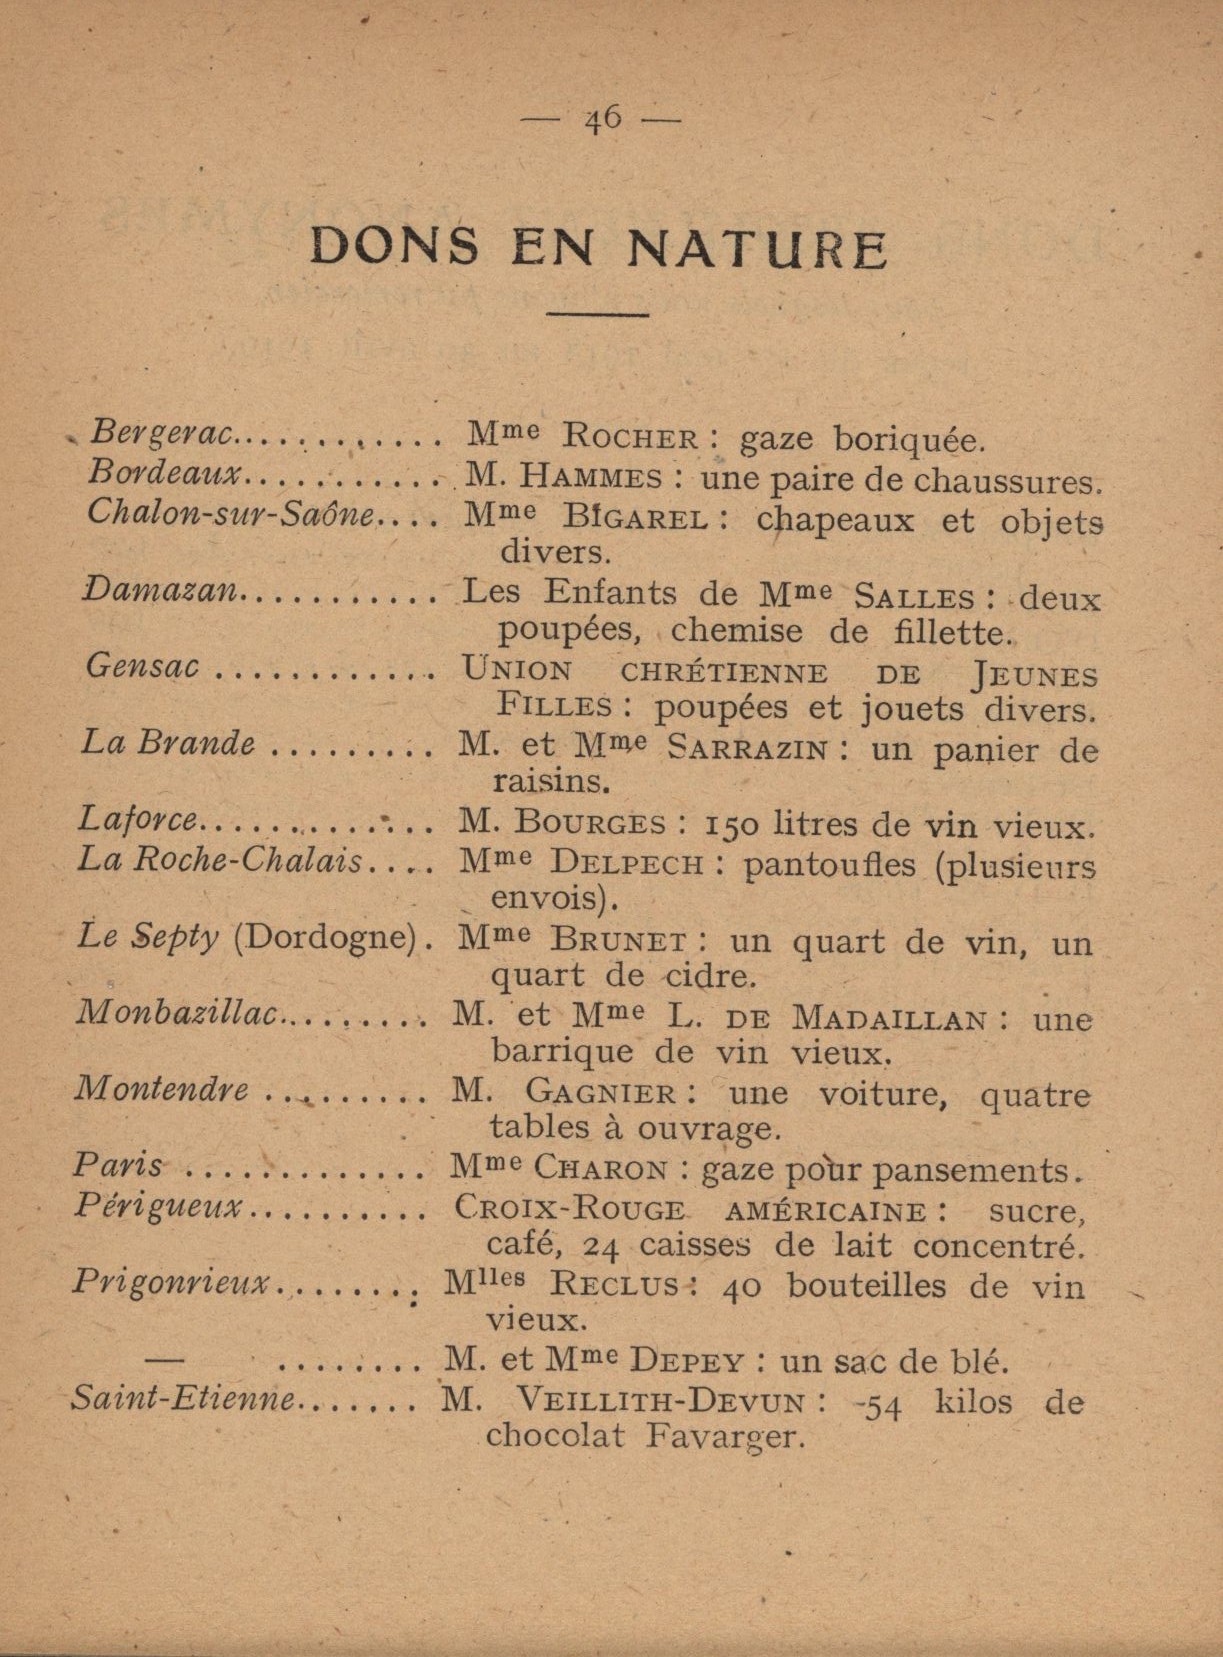 — 46 —
DONS EN NATURE
Bergerac............. Mme ROCHER : gaze boriquée.
Bordeaux............ M. HAMMES : une paire de chaussures.
Chalon-sur-Saône.... Mme BIGAREL : chapeaux et objets
divers.
Damazan........... Les Enfants de Mme SALLES : deux
poupées, chemise de fillette.
Gensac ............ UNION CHRÉTIENNE DE JEUNES
FILLES : poupées et jouets divers.
La Brande ......... M. et Mme SARRAZIN : un panier de
raisins.
Laforce............. M. BOURGES : 150 litres de vin vieux.
La Roche-Chalais.... Mme DELPECH : pantoufles (plusieurs
envois).
Le Septy (Dordogne). Mme BRUNET : un quart de vin, un
quart de cidre.
Monbazillac......... M. et Mme L. DE MADAILLAN : une
barrique de vin vieux.
Montendre ......... M. GAGNIER : une voiture, quatre
tables à ouvrage.
Paris ............. Mme CHARON : gaze pour pansements.
Périgueux.......... CROIX-ROUGE AMÉRICAINE : sucre,
café, 24 caisses de lait concentré.
Prigonrieux........ Mlles RECLUS : 40 bouteilles de vin
vieux.
— ........ M. et Mme DEPEY : un sac de blé.
Saint-Etienne....... M. VEILLITH-DEVUN : 54 kilos de
chocolat Favarger.